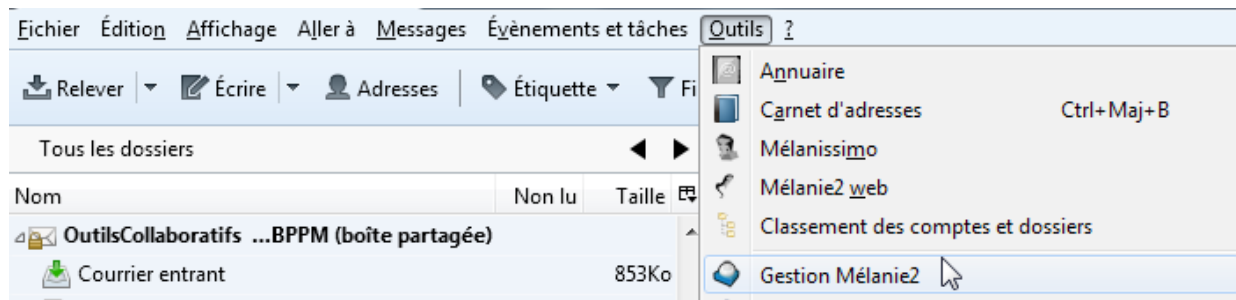 Fichier Édition Affichage Aller à Messages Évènements et tâches Outils ?
Relever Écrire Adresses Étiquette Fi
Tous les dossiers
Nom Non lu Taille
OutilsCollaboratifs ...BPPM (boîte partagée)
Courrier entrant 853Ko
Annuaire
Carnet d'adresses Ctrl+Maj+B
Mélanissimo
Mélanie2 web
Classement des comptes et dossiers
Gestion Mélanie2